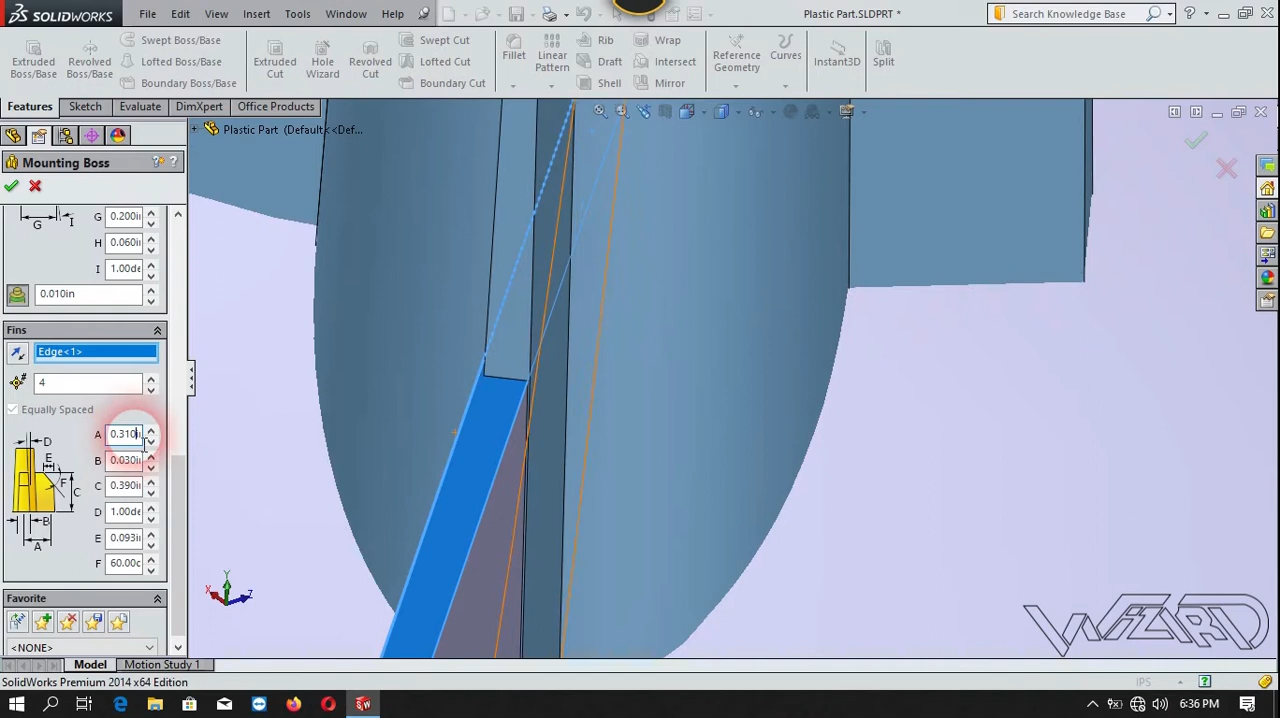 SOLIDWORKS File Edit View Insert Tools Window Help Plastic Part.SLDPRT * Search Knowledge Base
Extruded Boss/Base
Revolved Boss/Base
Swept Boss/Base
Lofted Boss/Base
Boundary Boss/Base
Extruded Cut
Hole Wizard
Revolved Cut
Swept Cut
Lofted Cut
Boundary Cut
Fillet
Linear Pattern
Rib
Draft
Shell
Wrap
Intersect
Mirror
Reference Geometry
Curves
Instant3D
Split
Features Sketch Evaluate DimXpert Office Products
Plastic Part (Default<<Def...
Mounting Boss
G 0.200in
G I
H 0.060in
I 1.00de
0.010in
Fins
Edge<1>
4
Equally Spaced
A 0.310i
B 0.030in
C 0.390in
D 1.00de
E 0.093in
F 60.00c
D
E
F
C
B
A
Favorite
<NONE>
Y
X
Z
WIZARD
Model Motion Study 1
SolidWorks Premium 2014 x64 Edition
IPS
6:36 PM